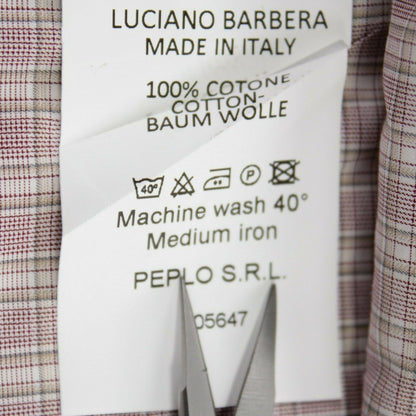 LUCIANO BARBERA
MADE IN ITALY
100% COTONE
COTTON-
BAUM WOLLE
40° P
Machine wash 40°
Medium iron
PEPLO S.R.L.
05647